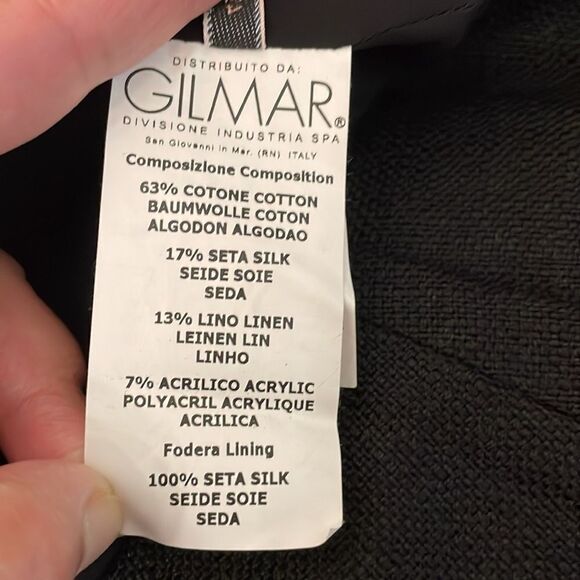 DISTRIBUITO DA:
GILMAR®
DIVISIONE INDUSTRIA SPA
San Giovanni in Mar. (RN) ITALY
Composizione Composition
63% COTONE COTTON
BAUMWOLLE COTON
ALGODON ALGODAO
17% SETA SILK
SEIDE SOIE
SEDA
13% LINO LINEN
LEINEN LIN
LINHO
7% ACRILICO ACRYLIC
POLYACRIL ACRYLIQUE
ACRILICA
Fodera Lining
100% SETA SILK
SEIDE SOIE
SEDA